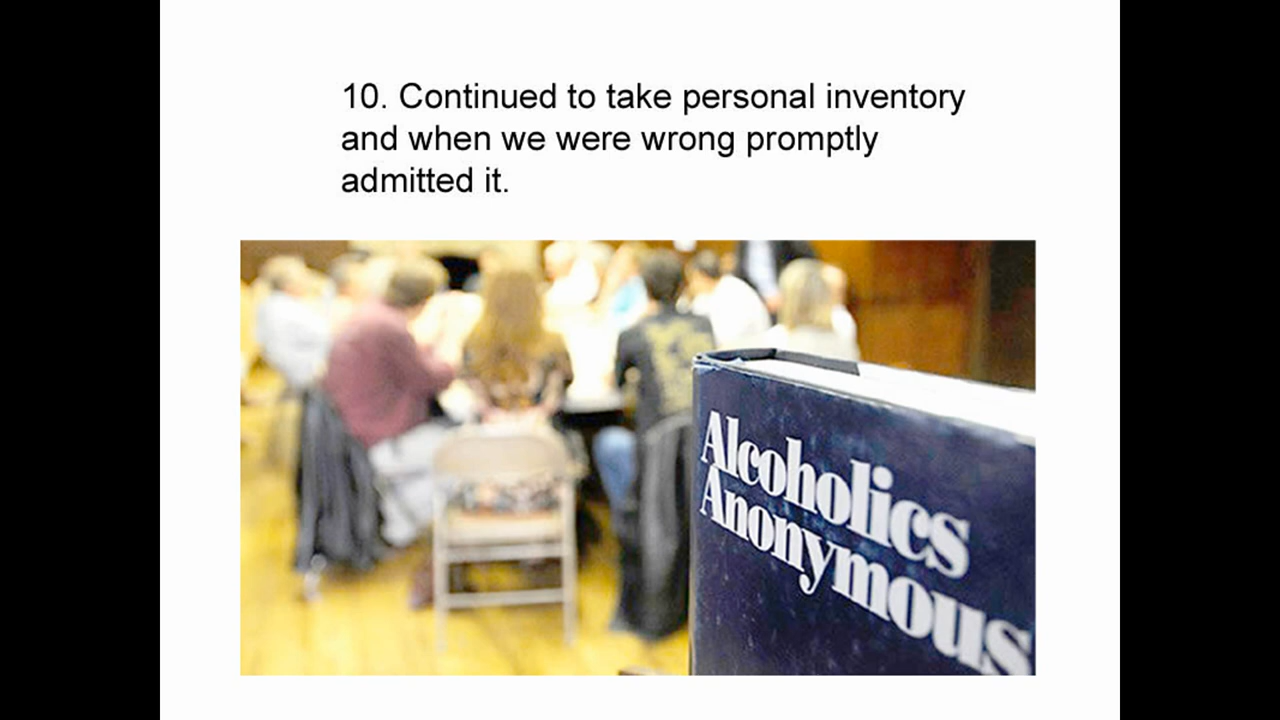 10. Continued to take personal inventory
and when we were wrong promptly
admitted it.
Alcoholics
Anonymous